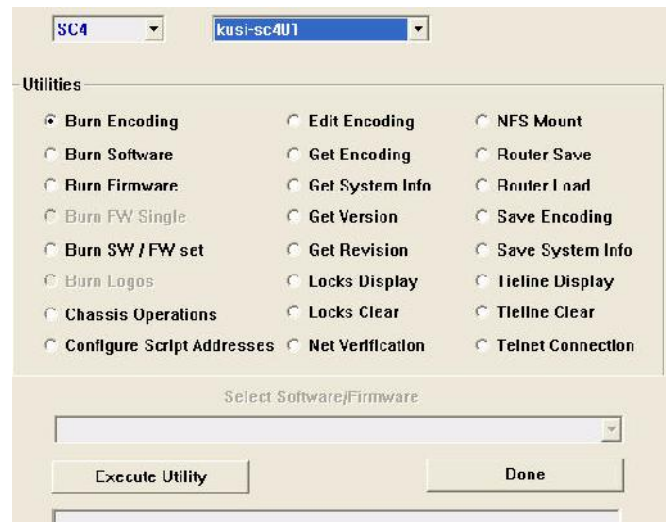 SC4 kusi-sc4U1
Utilities
Burn Encoding Edit Encoding NFS Mount
Burn Software Get Encoding Router Save
Burn Firmware Get System Info Router Load
Burn FW Single Get Version Save Encoding
Burn SW / FW set Get Revision Save System Info
Burn Logos Locks Display Tieline Display
Chassis Operations Locks Clear Tieline Clear
Configure Script Addresses Net Verification Telnet Connection
Select Software/Firmware
Execute Utility Done